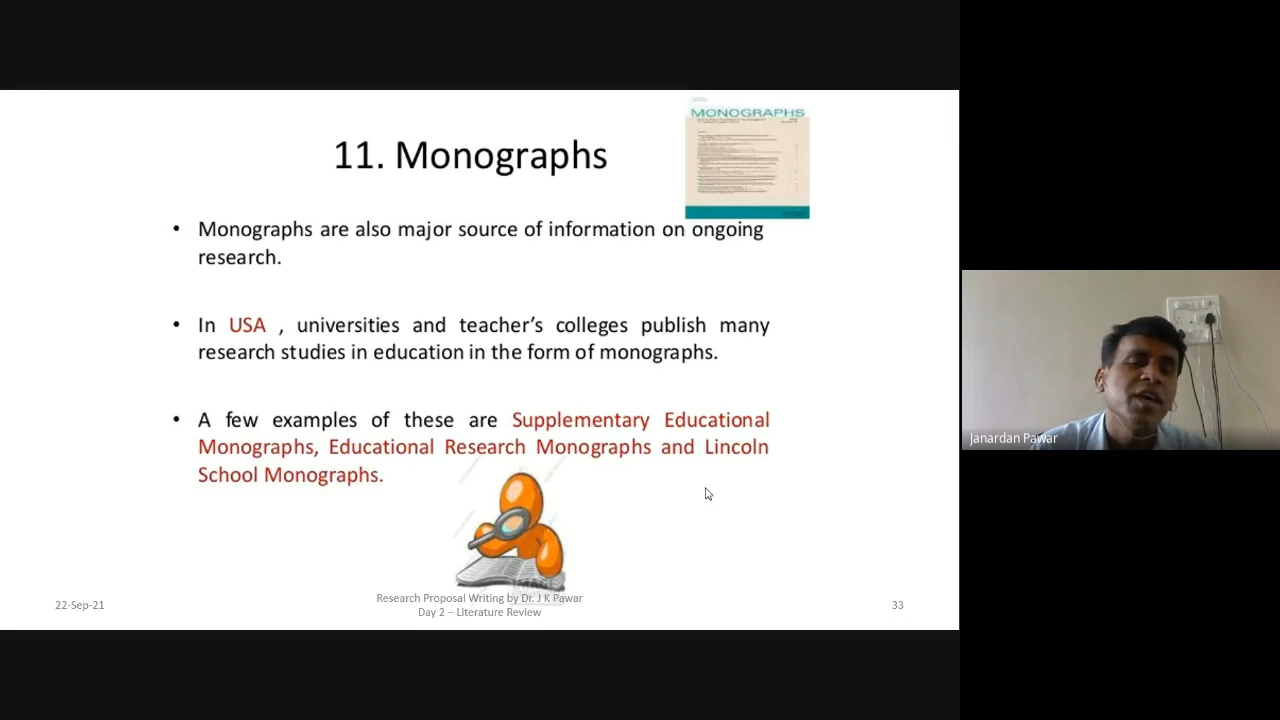 MONOGRAPHS
11. Monographs
• Monographs are also major source of information on ongoing
research.
• In USA , universities and teacher's colleges publish many
research studies in education in the form of monographs.
• A few examples of these are Supplementary Educational
Monographs, Educational Research Monographs and Lincoln
School Monographs.
22-Sep-21
Research Proposal Writing by Dr. J K Pawar
Day 2 – Literature Review
33
Janardan Pawar